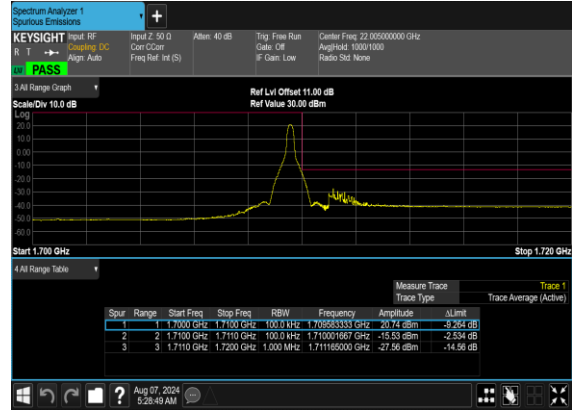 Spectrum Analyzer 1
Spurious Emissions
+
KEYSIGHT Input: RF Input Z: 50 Ω Atten: 40 dB Trig: Free Run Center Freq: 22.005000000 GHz
R T Coupling: DC Corr CCorr Gate: Off Avg|Hold: 1000/1000
Align: Auto Freq Ref: Int (S) IF Gain: Low Radio Std: None
PASS
3 All Range Graph
Ref Lvl Offset 11.00 dB
Scale/Div 10.0 dB Ref Value 30.00 dBm
Log
20.0
10.0
0.00
-10.0
-20.0
-30.0
-40.0
-50.0
-60.0
Start 1.700 GHz Stop 1.720 GHz
4 All Range Table
Measure Trace Trace 1
Trace Type Trace Average (Active)
Spur Range Start Freq Stop Freq RBW Frequency Amplitude ΔLimit
1 1 1.7000 GHz 1.7100 GHz 100.0 kHz 1.709583333 GHz 20.74 dBm -9.264 dB
2 2 1.7100 GHz 1.7110 GHz 100.0 kHz 1.710001667 GHz -15.53 dBm -2.534 dB
3 3 1.7110 GHz 1.7200 GHz 1.000 MHz 1.711165000 GHz -27.56 dBm -14.56 dB
? Aug 07, 2024
5:28:49 AM